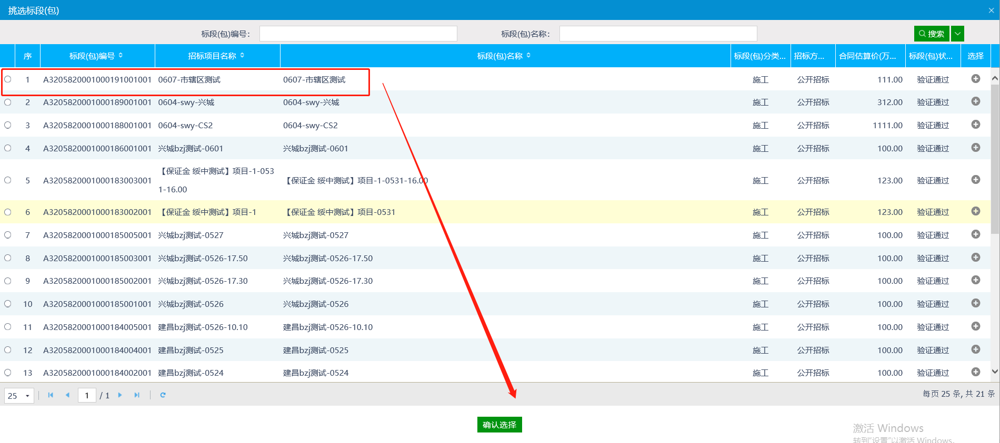 挑选标段(包)
标段(包)编号: 标段(包)名称: 搜索
序 标段(包)编号 招标项目名称 标段(包)名称 标段(包)分类... 招标方... 合同估算价(万... 标段(包)状... 选择
1 A3205820001000191001001 0607-市辖区测试 0607-市辖区测试 施工 公开招标 111.00 验证通过
2 A3205820001000189001001 0604-swy-兴城 0604-swy-兴城 施工 公开招标 312.00 验证通过
3 A3205820001000188001001 0604-swy-CS2 0604-swy-CS2 施工 公开招标 1111.00 验证通过
4 A3205820001000186001001 兴城bzj测试-0601 兴城bzj测试-0601 施工 公开招标 100.00 验证通过
5 A3205820001000183003001 【保证金 绥中测试】项目-1-053
1-16.00 【保证金 绥中测试】项目-1-0531-16.00 施工 公开招标 123.00 验证通过
6 A3205820001000183002001 【保证金 绥中测试】项目-1 【保证金 绥中测试】项目-0531 施工 公开招标 123.00 验证通过
7 A3205820001000185005001 兴城bzj测试-0527 兴城bzj测试-0527 施工 公开招标 100.00 验证通过
8 A3205820001000185003001 兴城bzj测试-0526-17.50 兴城bzj测试-0526-17.50 施工 公开招标 100.00 验证通过
9 A3205820001000185002001 兴城bzj测试-0526-17.30 兴城bzj测试-0526-17.30 施工 公开招标 100.00 验证通过
10 A3205820001000185001001 兴城bzj测试-0526 兴城bzj测试-0526 施工 公开招标 100.00 验证通过
11 A3205820001000184005001 建昌bzj测试-0526-10.10 建昌bzj测试-0526-10.10 施工 公开招标 100.00 验证通过
12 A3205820001000184004001 建昌bzj测试-0525 建昌bzj测试-0525 施工 公开招标 100.00 验证通过
13 A3205820001000184002001 建昌bzj测试-0524 建昌bzj测试-0524 施工 公开招标 100.00 验证通过
25 1 / 1 每页 25 条, 共 21 条
确认选择
激活 Windows
转到"设置"以激活 Windows。